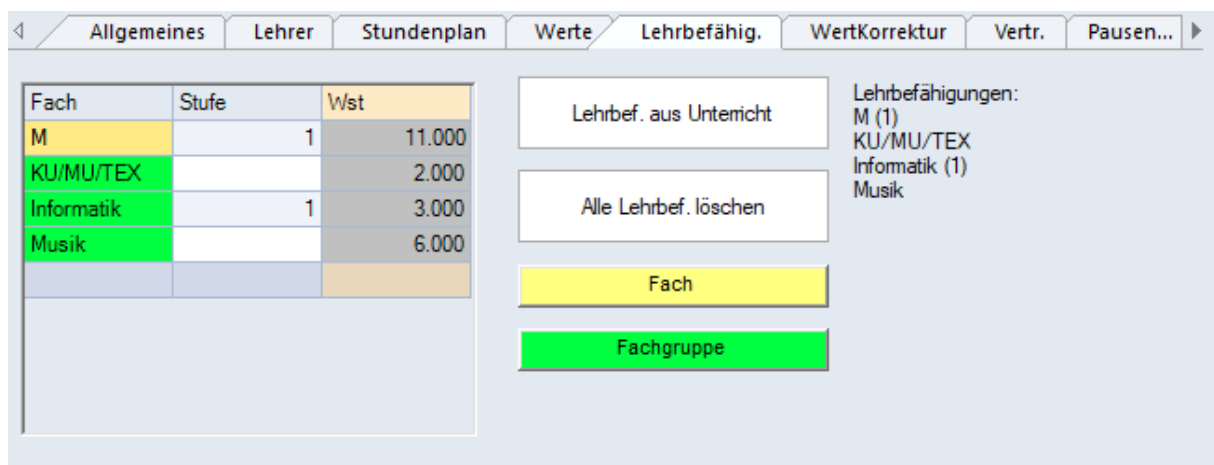 Allgemeines Lehrer Stundenplan Werte Lehrbefähig. WertKorrektur Vertr. Pausen...
Fach Stufe Wst
M 1 11.000
KU/MU/TEX 2.000
Informatik 1 3.000
Musik 6.000
Lehrbef. aus Unterricht
Alle Lehrbef. löschen
Fach
Fachgruppe
Lehrbefähigungen:
M (1)
KU/MU/TEX
Informatik (1)
Musik